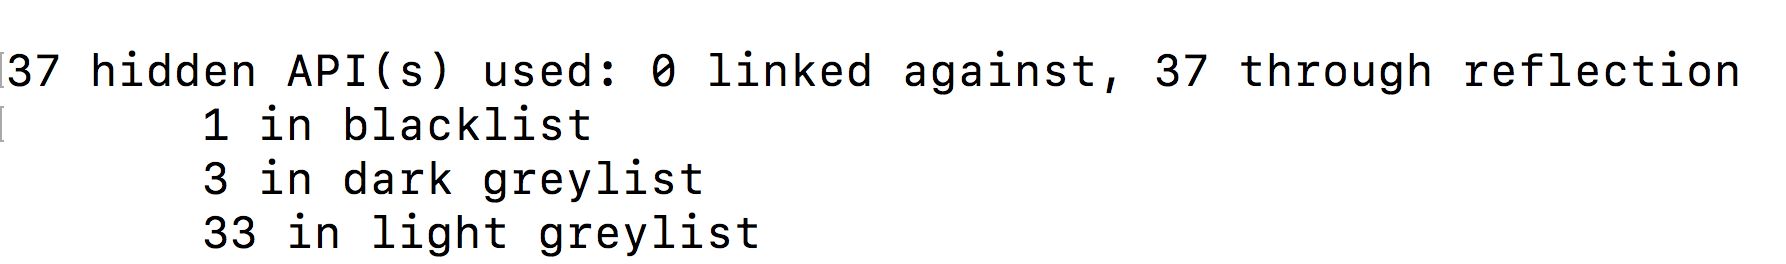 37 hidden API(s) used: 0 linked against, 37 through reflection
1 in blacklist
3 in dark greylist
33 in light greylist